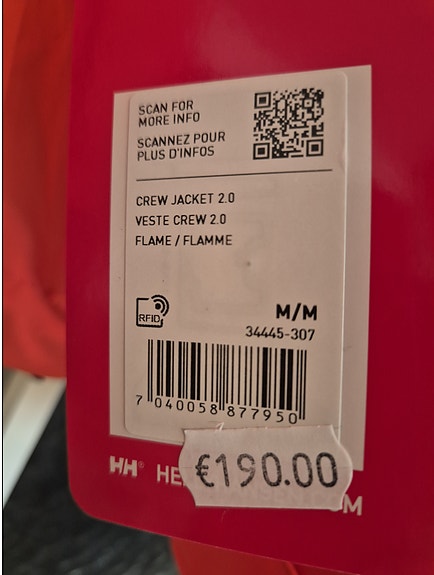 SCAN FOR
MORE INFO
SCANNEZ POUR
PLUS D'INFOS
CREW JACKET 2.0
VESTE CREW 2.0
FLAME / FLAMME
RFID
M/M
34445-307
7 040058 877950
€190.00
HH®